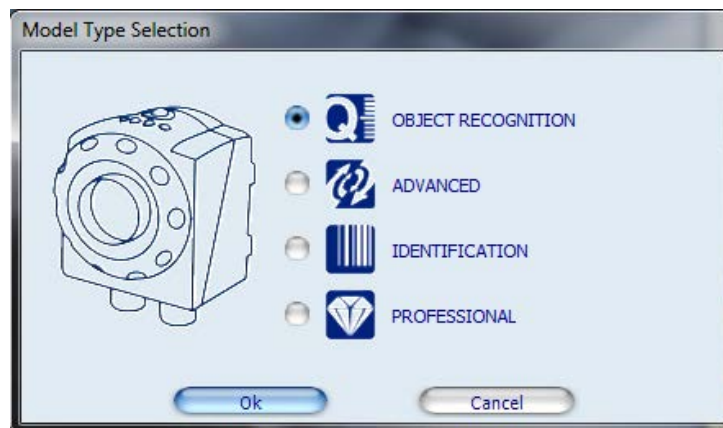 Model Type Selection
OBJECT RECOGNITION
ADVANCED
IDENTIFICATION
PROFESSIONAL
Ok
Cancel